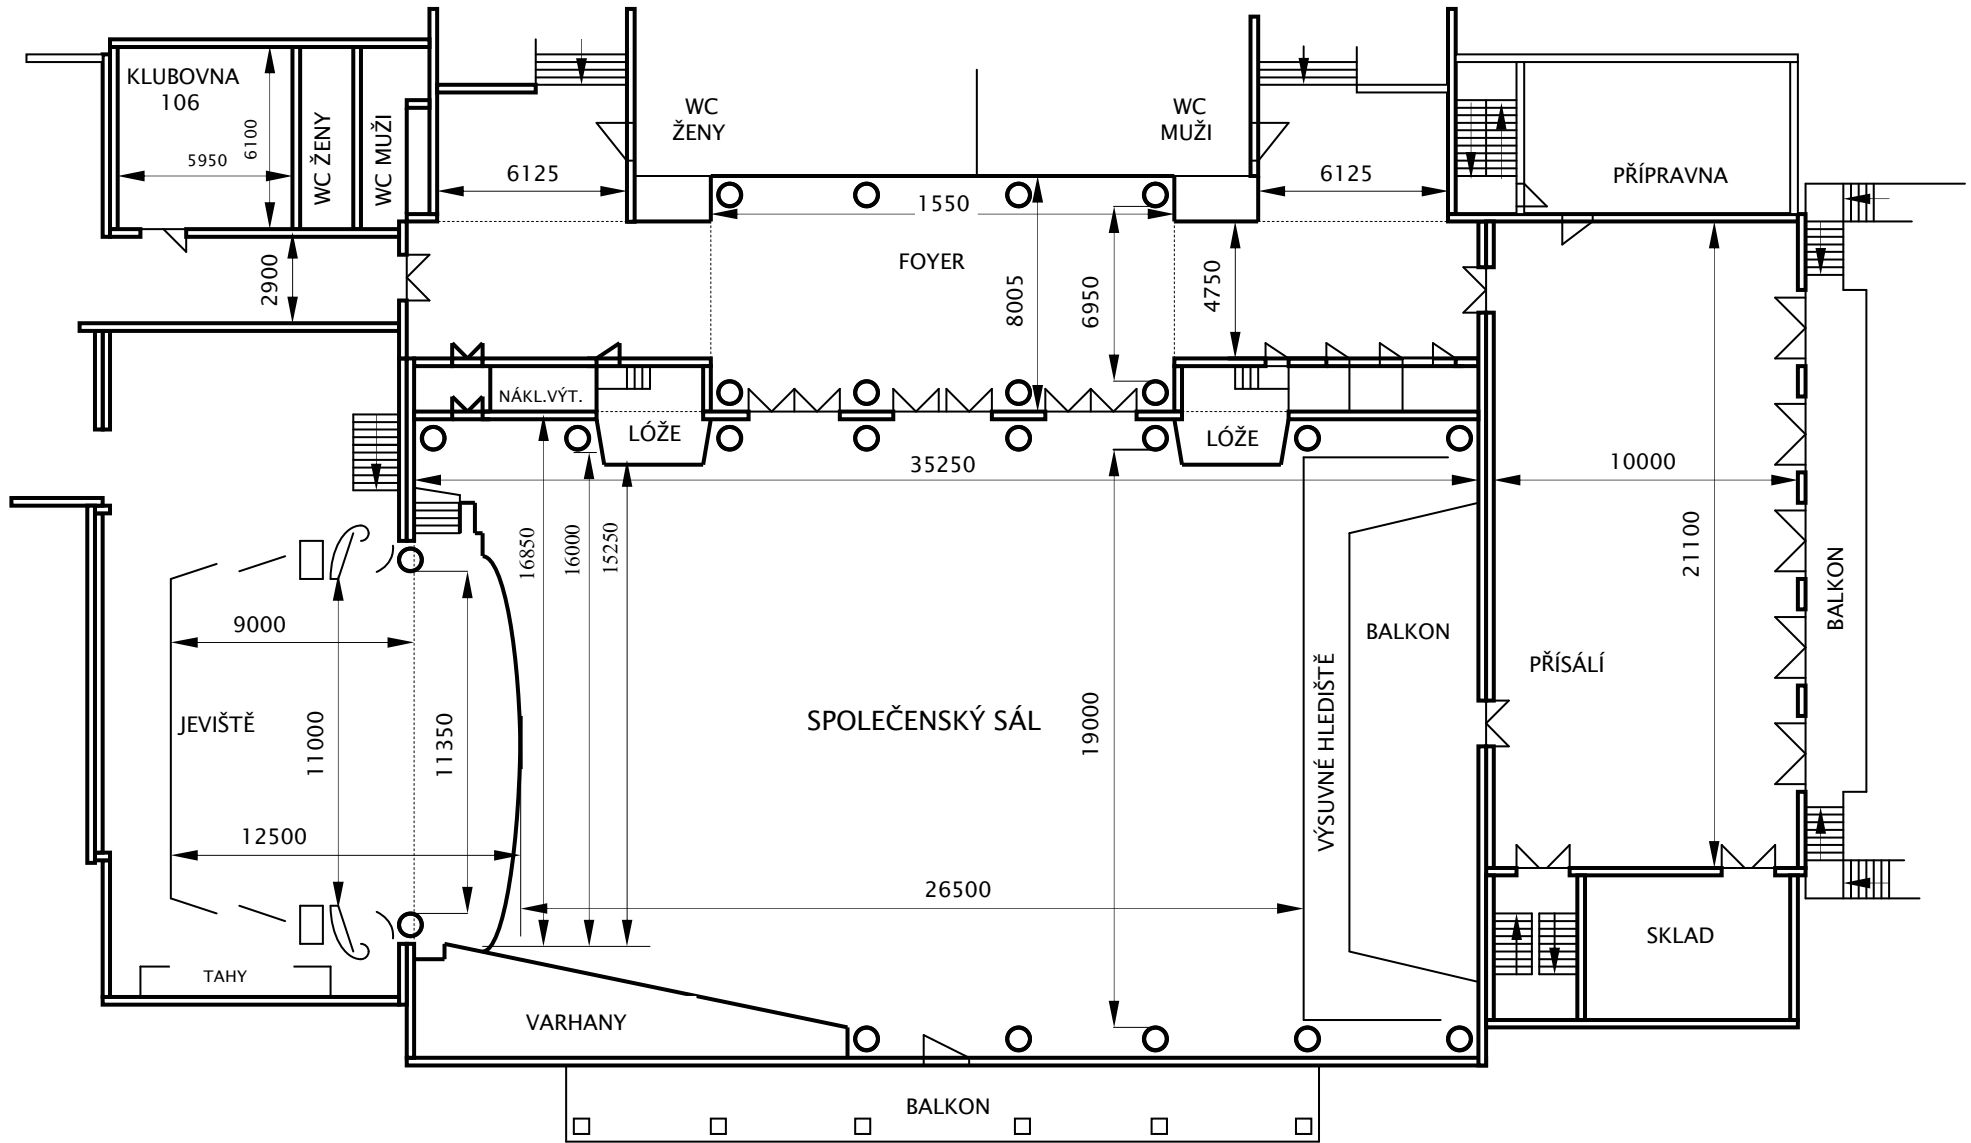 KLUBOVNA
106
6100
5950
WC ŽENY
WC MUŽI
WC
ŽENY
WC
MUŽI
6125
6125
PŘÍPRAVNA
1550
FOYER
2900
8005
6950
4750
NÁKL.VÝT.
LÓŽE
LÓŽE
35250
10000
16850
16000
15250
21100
BALKON
9000
JEVIŠTĚ
11000
11350
SPOLEČENSKÝ SÁL
19000
VÝSUVNÉ HLEDIŠTĚ
BALKON
PŘÍSÁLÍ
12500
26500
TAHY
VARHANY
SKLAD
BALKON